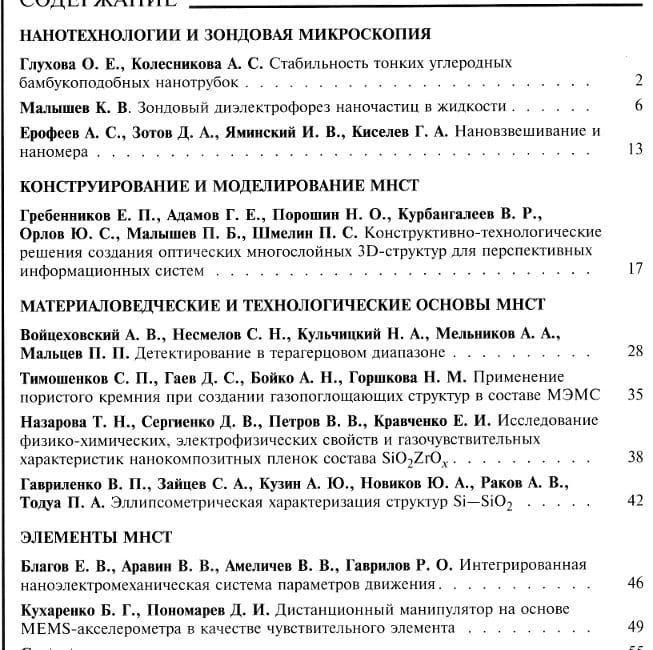 СОДЕРЖАНИЕ
НАНОТЕХНОЛОГИИ И ЗОНДОВАЯ МИКРОСКОПИЯ
Глухова О. Е., Колесникова А. С. Стабильность тонких углеродных
бамбукоподобных нанотрубок . . . . . . . . . . . . . . . . . . . . . . . . . 2
Малышев К. В. Зондовый диэлектрофорез наночастиц в жидкости . . . . . . 6
Ерофеев А. С., Зотов Д. А., Яминский И. В., Киселев Г. А. Нановзвешивание и
наномера . . . . . . . . . . . . . . . . . . . . . . . . . . . . . . . . . . 13
КОНСТРУИРОВАНИЕ И МОДЕЛИРОВАНИЕ МНСТ
Гребенников Е. П., Адамов Г. Е., Порошин Н. О., Курбангалеев В. Р.,
Орлов Ю. С., Малышев П. Б., Шмелин П. С. Конструктивно-технологические
решения создания оптических многослойных 3D-структур для перспективных
информационных систем . . . . . . . . . . . . . . . . . . . . . . . . . . 17
МАТЕРИАЛОВЕДЧЕСКИЕ И ТЕХНОЛОГИЧЕСКИЕ ОСНОВЫ МНСТ
Войцеховский А. В., Несмелов С. Н., Кульчицкий Н. А., Мельников А. А.,
Мальцев П. П. Детектирование в терагерцовом диапазоне . . . . . . . . . . 28
Тимошенков С. П., Гаев Д. С., Бойко А. Н., Горшкова Н. М. Применение
пористого кремния при создании газопоглощающих структур в составе МЭМС 35
Назарова Т. Н., Сергиенко Д. В., Петров В. В., Кравченко Е. И. Исследование
физико-химических, электрофизических свойств и газочувствительных
характеристик нанокомпозитных пленок состава SiO₂ZrOₓ . . . . . . . . . . 38
Гавриленко В. П., Зайцев С. А., Кузин А. Ю., Новиков Ю. А., Раков А. В.,
Тодуа П. А. Эллипсометрическая характеризация структур Si—SiO₂ . . . . . 42
ЭЛЕМЕНТЫ МНСТ
Благов Е. В., Аравин В. В., Амеличев В. В., Гаврилов Р. О. Интегрированная
наноэлектромеханическая система параметров движения . . . . . . . . . . . 46
Кухаренко Б. Г., Пономарев Д. И. Дистанционный манипулятор на основе
MEMS-акселерометра в качестве чувствительного элемента . . . . . . . . . 49